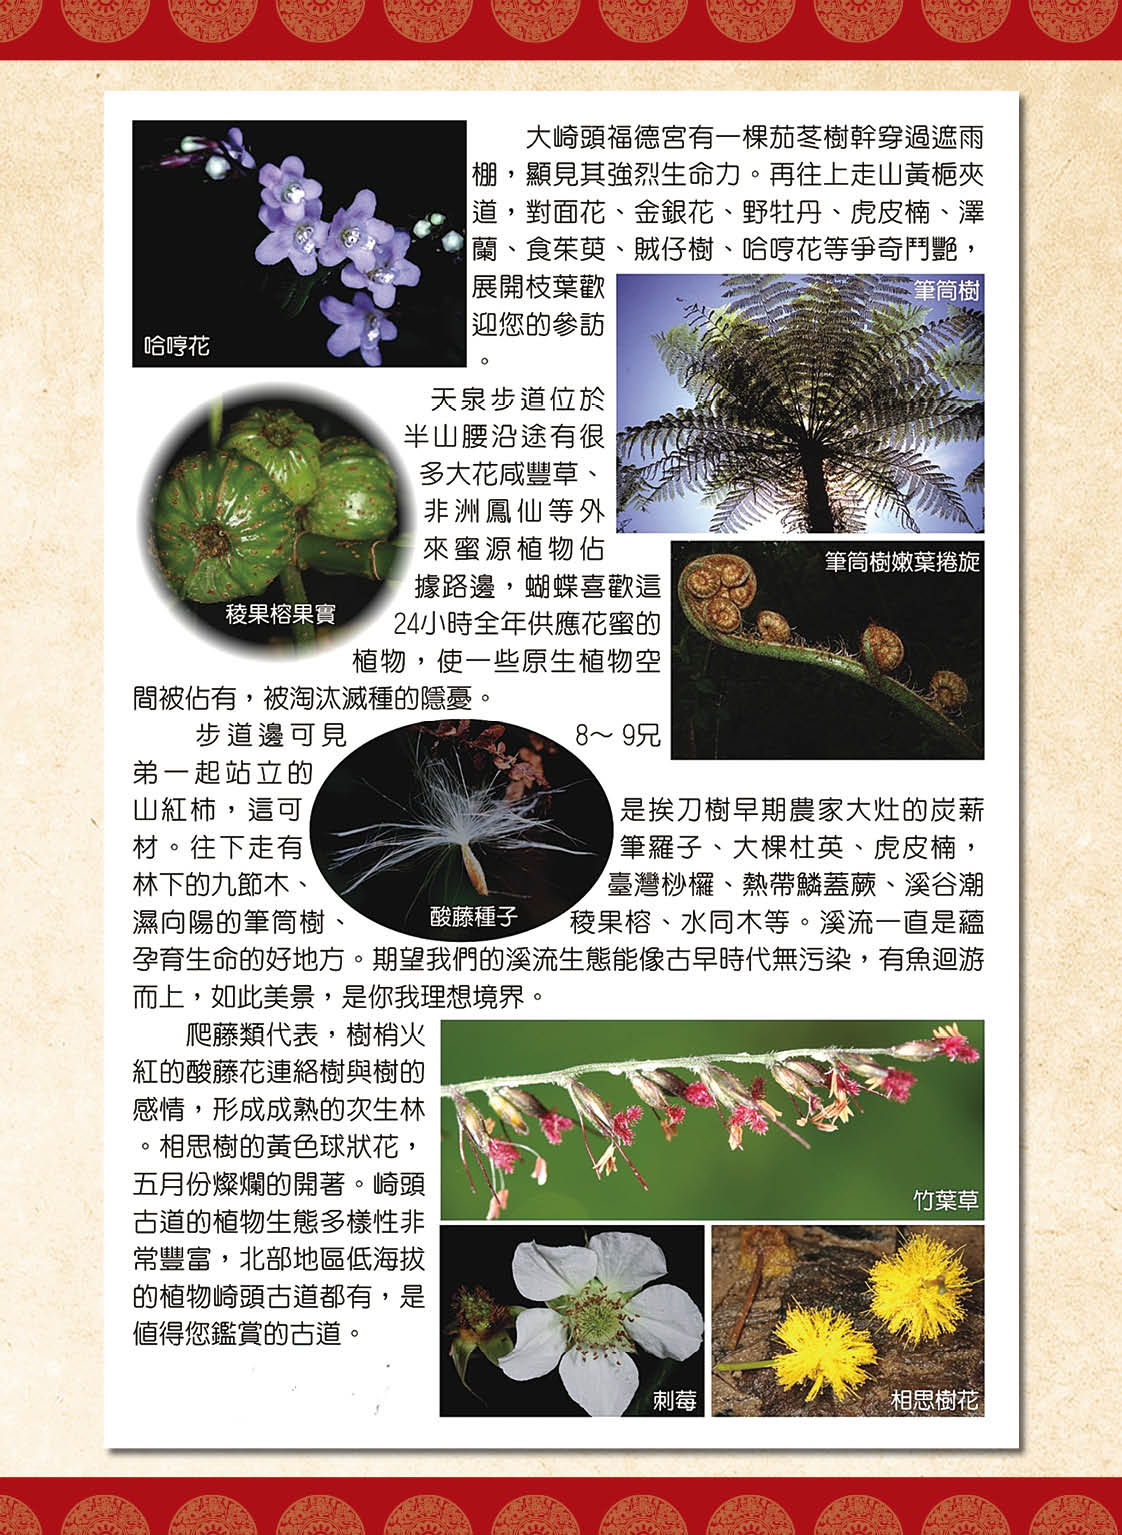 大崎頭福德宮有一棵茄苳樹幹穿過遮雨
棚，顯見其強烈生命力。再往上走山黃梔夾
道，對面花、金銀花、野牡丹、虎皮楠、澤
蘭、食茱萸、賊仔樹、哈哼花等爭奇鬥艷，
展開枝葉歡
迎您的參訪
。
哈哼花
筆筒樹
天泉步道位於
半山腰沿途有很
多大花咸豐草、
非洲鳳仙等外
來蜜源植物佔
據路邊，蝴蝶喜歡這
24小時全年供應花蜜的
植物，使一些原生植物空
間被佔有，被淘汰滅種的隱憂。
稜果榕果實
筆筒樹嫩葉捲旋
步道邊可見 8～9兄
弟一起站立的
山紅柿，這可 是挨刀樹早期農家大灶的炭薪
材。往下走有 筆羅子、大棵杜英、虎皮楠，
林下的九節木、 臺灣桫欏、熱帶鱗蓋蕨、溪谷潮
濕向陽的筆筒樹、 稜果榕、水同木等。溪流一直是蘊
孕育生命的好地方。期望我們的溪流生態能像古早時代無污染，有魚迴游
而上，如此美景，是你我理想境界。
酸藤種子
爬藤類代表，樹梢火
紅的酸藤花連絡樹與樹的
感情，形成成熟的次生林
。相思樹的黃色球狀花，
五月份燦爛的開著。崎頭
古道的植物生態多樣性非
常豐富，北部地區低海拔
的植物崎頭古道都有，是
值得您鑑賞的古道。
竹葉草
刺莓
相思樹花